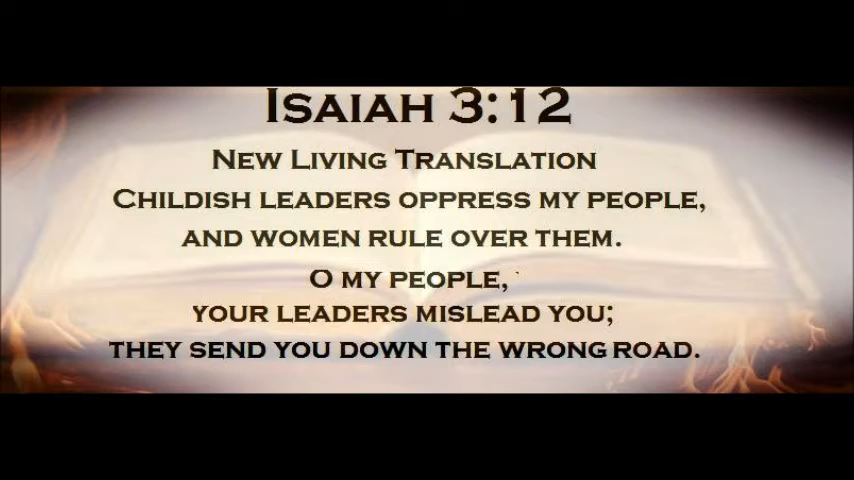 Isaiah 3:12
New Living Translation
Childish leaders oppress my people,
and women rule over them.
O my people,
your leaders mislead you;
they send you down the wrong road.